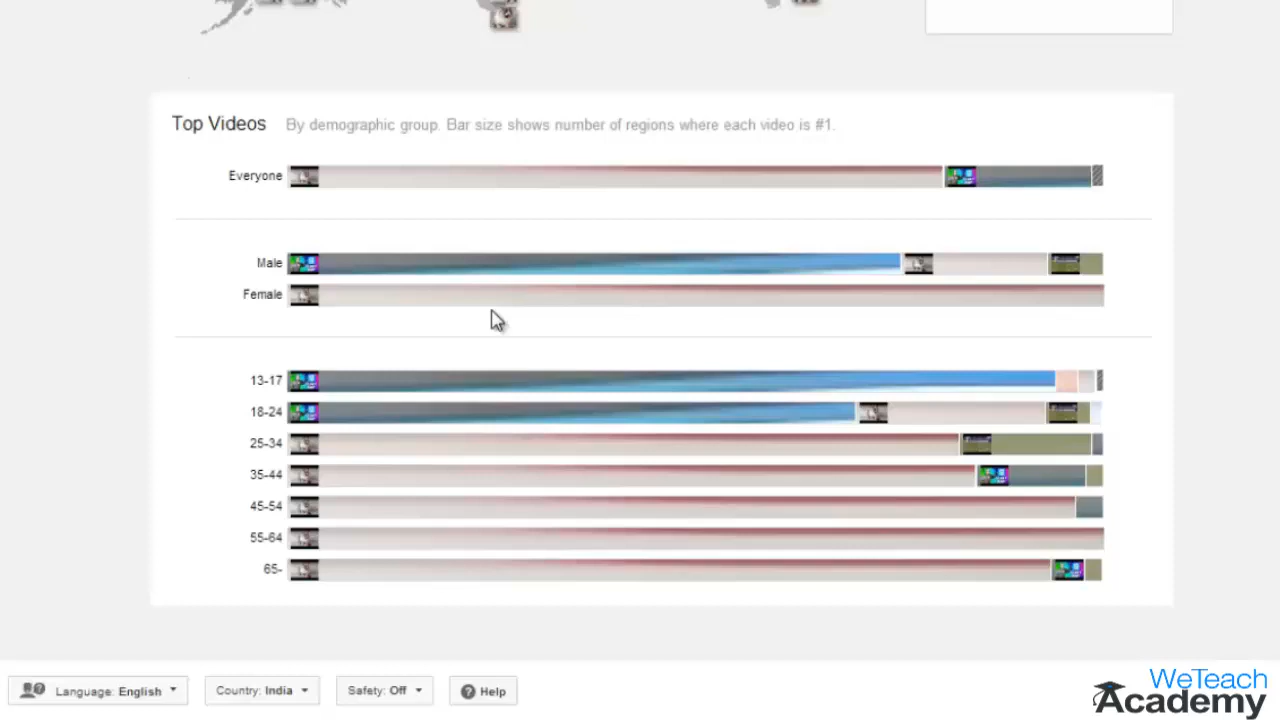 Top Videos By demographic group. Bar size shows number of regions where each video is #1.
Everyone
Male
Female
13-17
18-24
25-34
35-44
45-54
55-64
65-
Language: English Country: India Safety: Off Help
WeTeach
Academy